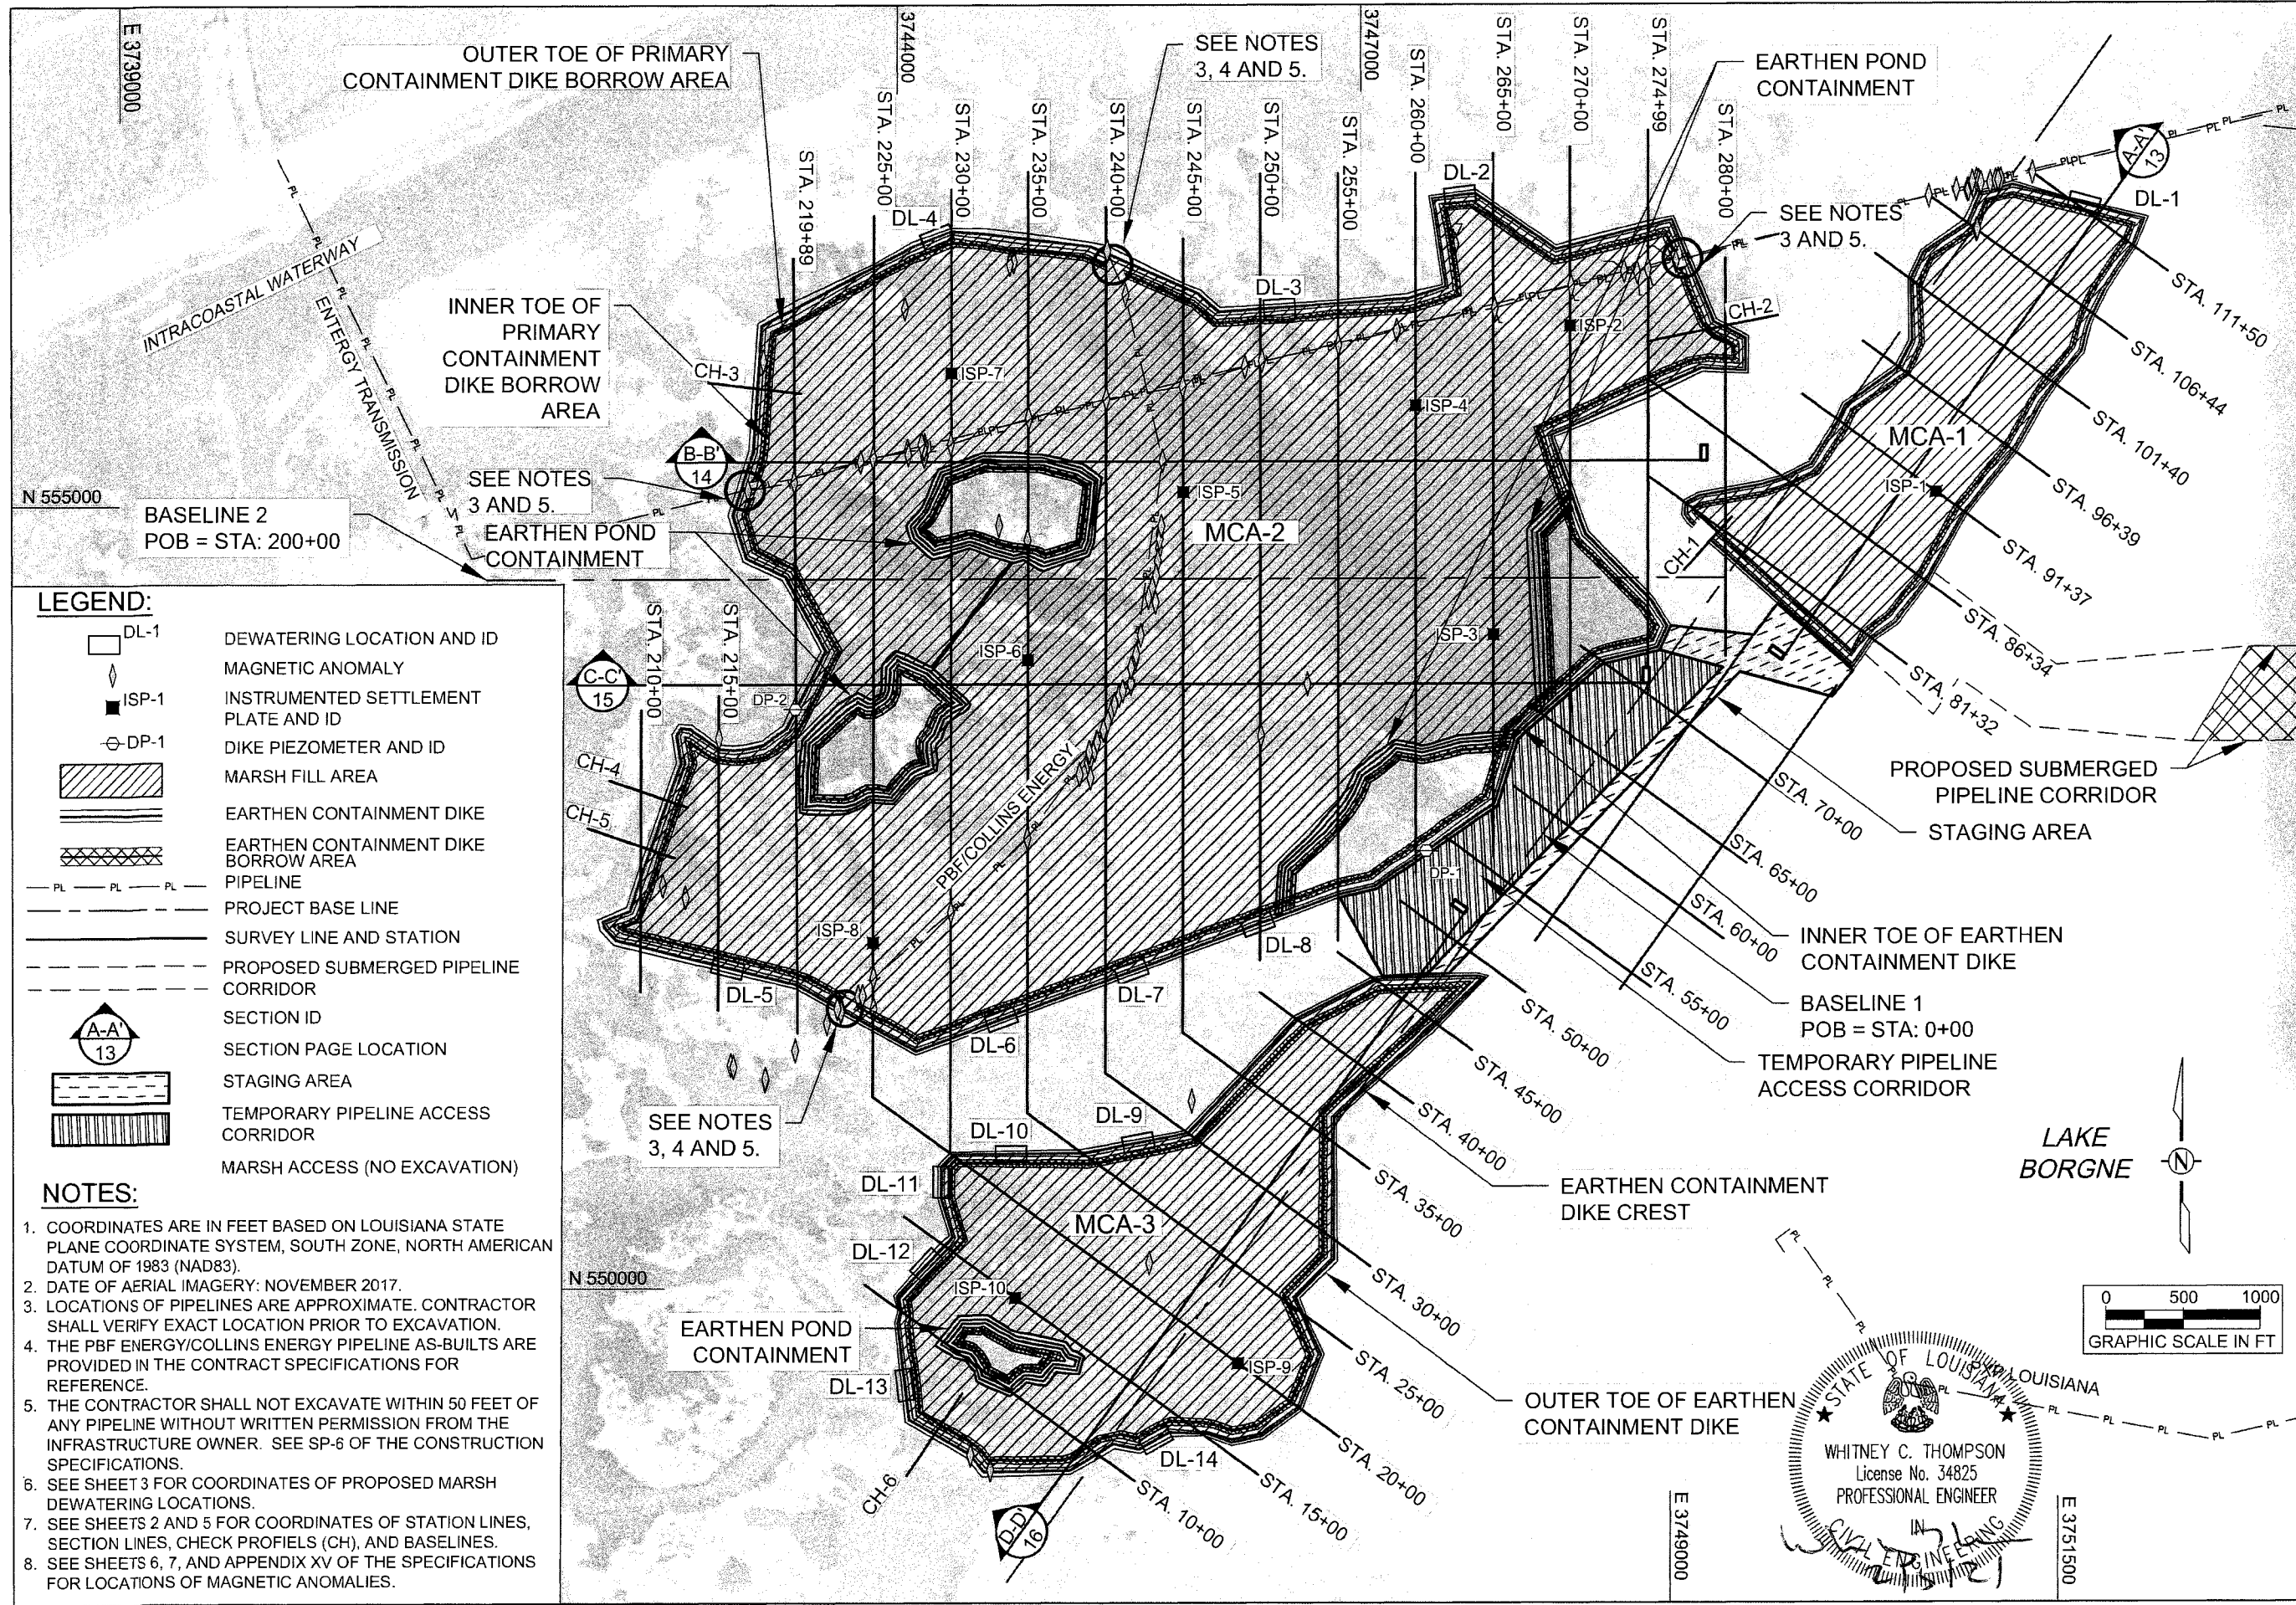 E 3739000
3744000
3747000
OUTER TOE OF PRIMARY
CONTAINMENT DIKE BORROW AREA
SEE NOTES
3, 4 AND 5.
EARTHEN POND
CONTAINMENT
STA. 219+89
STA. 225+00
STA. 230+00
STA. 235+00
STA. 240+00
STA. 245+00
STA. 250+00
STA. 255+00
STA. 260+00
STA. 265+00
STA. 270+00
STA. 274+99
STA. 280+00
A-A'
13
DL-1
DL-2
DL-3
DL-4
SEE NOTES
3 AND 5.
INTRACOASTAL WATERWAY
ENTERGY TRANSMISSION
INNER TOE OF
PRIMARY
CONTAINMENT
DIKE BORROW
AREA
CH-3
CH-2
ISP-7
ISP-2
ISP-4
B-B'
14
SEE NOTES
3 AND 5.
N 555000
BASELINE 2
POB = STA: 200+00
EARTHEN POND
CONTAINMENT
ISP-5
MCA-2
MCA-1
ISP-1
CH-1
STA. 111+50
STA. 106+44
STA. 101+40
STA. 96+39
STA. 91+37
STA. 86+34
STA. 81+32
LEGEND:
DL-1 DEWATERING LOCATION AND ID
MAGNETIC ANOMALY
ISP-1 INSTRUMENTED SETTLEMENT
PLATE AND ID
DP-1 DIKE PIEZOMETER AND ID
MARSH FILL AREA
EARTHEN CONTAINMENT DIKE
EARTHEN CONTAINMENT DIKE
BORROW AREA
PL PL PL PIPELINE
PROJECT BASE LINE
SURVEY LINE AND STATION
PROPOSED SUBMERGED PIPELINE
CORRIDOR
A-A' SECTION ID
13 SECTION PAGE LOCATION
STAGING AREA
TEMPORARY PIPELINE ACCESS
CORRIDOR
MARSH ACCESS (NO EXCAVATION)
STA. 210+00
STA. 215+00
C-C'
15
DP-2
ISP-6
ISP-3
CH-4
CH-5
PBF/COLLINS ENERGY
ISP-8
DP-1
PROPOSED SUBMERGED
PIPELINE CORRIDOR
STAGING AREA
STA. 70+00
STA. 65+00
STA. 60+00
STA. 55+00
STA. 50+00
STA. 45+00
STA. 40+00
STA. 35+00
STA. 30+00
STA. 25+00
STA. 20+00
STA. 15+00
STA. 10+00
INNER TOE OF EARTHEN
CONTAINMENT DIKE
BASELINE 1
POB = STA: 0+00
TEMPORARY PIPELINE
ACCESS CORRIDOR
DL-5
DL-6
DL-7
DL-8
SEE NOTES
3, 4 AND 5.
DL-9
DL-10
DL-11
DL-12
DL-13
DL-14
MCA-3
EARTHEN CONTAINMENT
DIKE CREST
N 550000
ISP-10
ISP-9
EARTHEN POND
CONTAINMENT
CH-6
D-D'
16
OUTER TOE OF EARTHEN
CONTAINMENT DIKE
LAKE
BORGNE
N
0 500 1000
GRAPHIC SCALE IN FT
LOUISIANA
STATE OF LOUISIANA
WHITNEY C. THOMPSON
License No. 34825
PROFESSIONAL ENGINEER
IN
CIVIL ENGINEERING
E 3749000
E 3751500
NOTES:
1. COORDINATES ARE IN FEET BASED ON LOUISIANA STATE
PLANE COORDINATE SYSTEM, SOUTH ZONE, NORTH AMERICAN
DATUM OF 1983 (NAD83).
2. DATE OF AERIAL IMAGERY: NOVEMBER 2017.
3. LOCATIONS OF PIPELINES ARE APPROXIMATE. CONTRACTOR
SHALL VERIFY EXACT LOCATION PRIOR TO EXCAVATION.
4. THE PBF ENERGY/COLLINS ENERGY PIPELINE AS-BUILTS ARE
PROVIDED IN THE CONTRACT SPECIFICATIONS FOR
REFERENCE.
5. THE CONTRACTOR SHALL NOT EXCAVATE WITHIN 50 FEET OF
ANY PIPELINE WITHOUT WRITTEN PERMISSION FROM THE
INFRASTRUCTURE OWNER. SEE SP-6 OF THE CONSTRUCTION
SPECIFICATIONS.
6. SEE SHEET 3 FOR COORDINATES OF PROPOSED MARSH
DEWATERING LOCATIONS.
7. SEE SHEETS 2 AND 5 FOR COORDINATES OF STATION LINES,
SECTION LINES, CHECK PROFIELS (CH), AND BASELINES.
8. SEE SHEETS 6, 7, AND APPENDIX XV OF THE SPECIFICATIONS
FOR LOCATIONS OF MAGNETIC ANOMALIES.